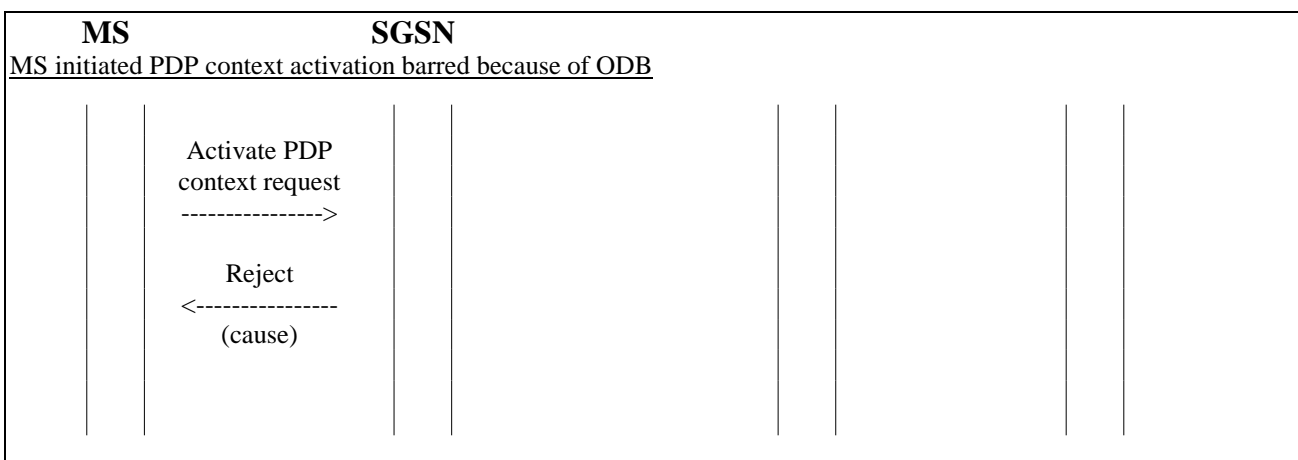 MS SGSN
MS initiated PDP context activation barred because of ODB
Activate PDP
context request
---------------->
Reject
<----------------
(cause)